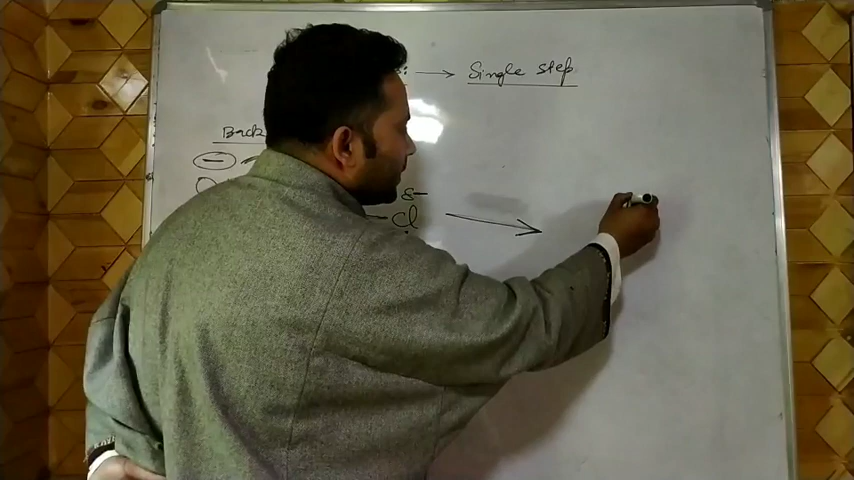 : → Single step
Back
⊖
δ-
Cl →